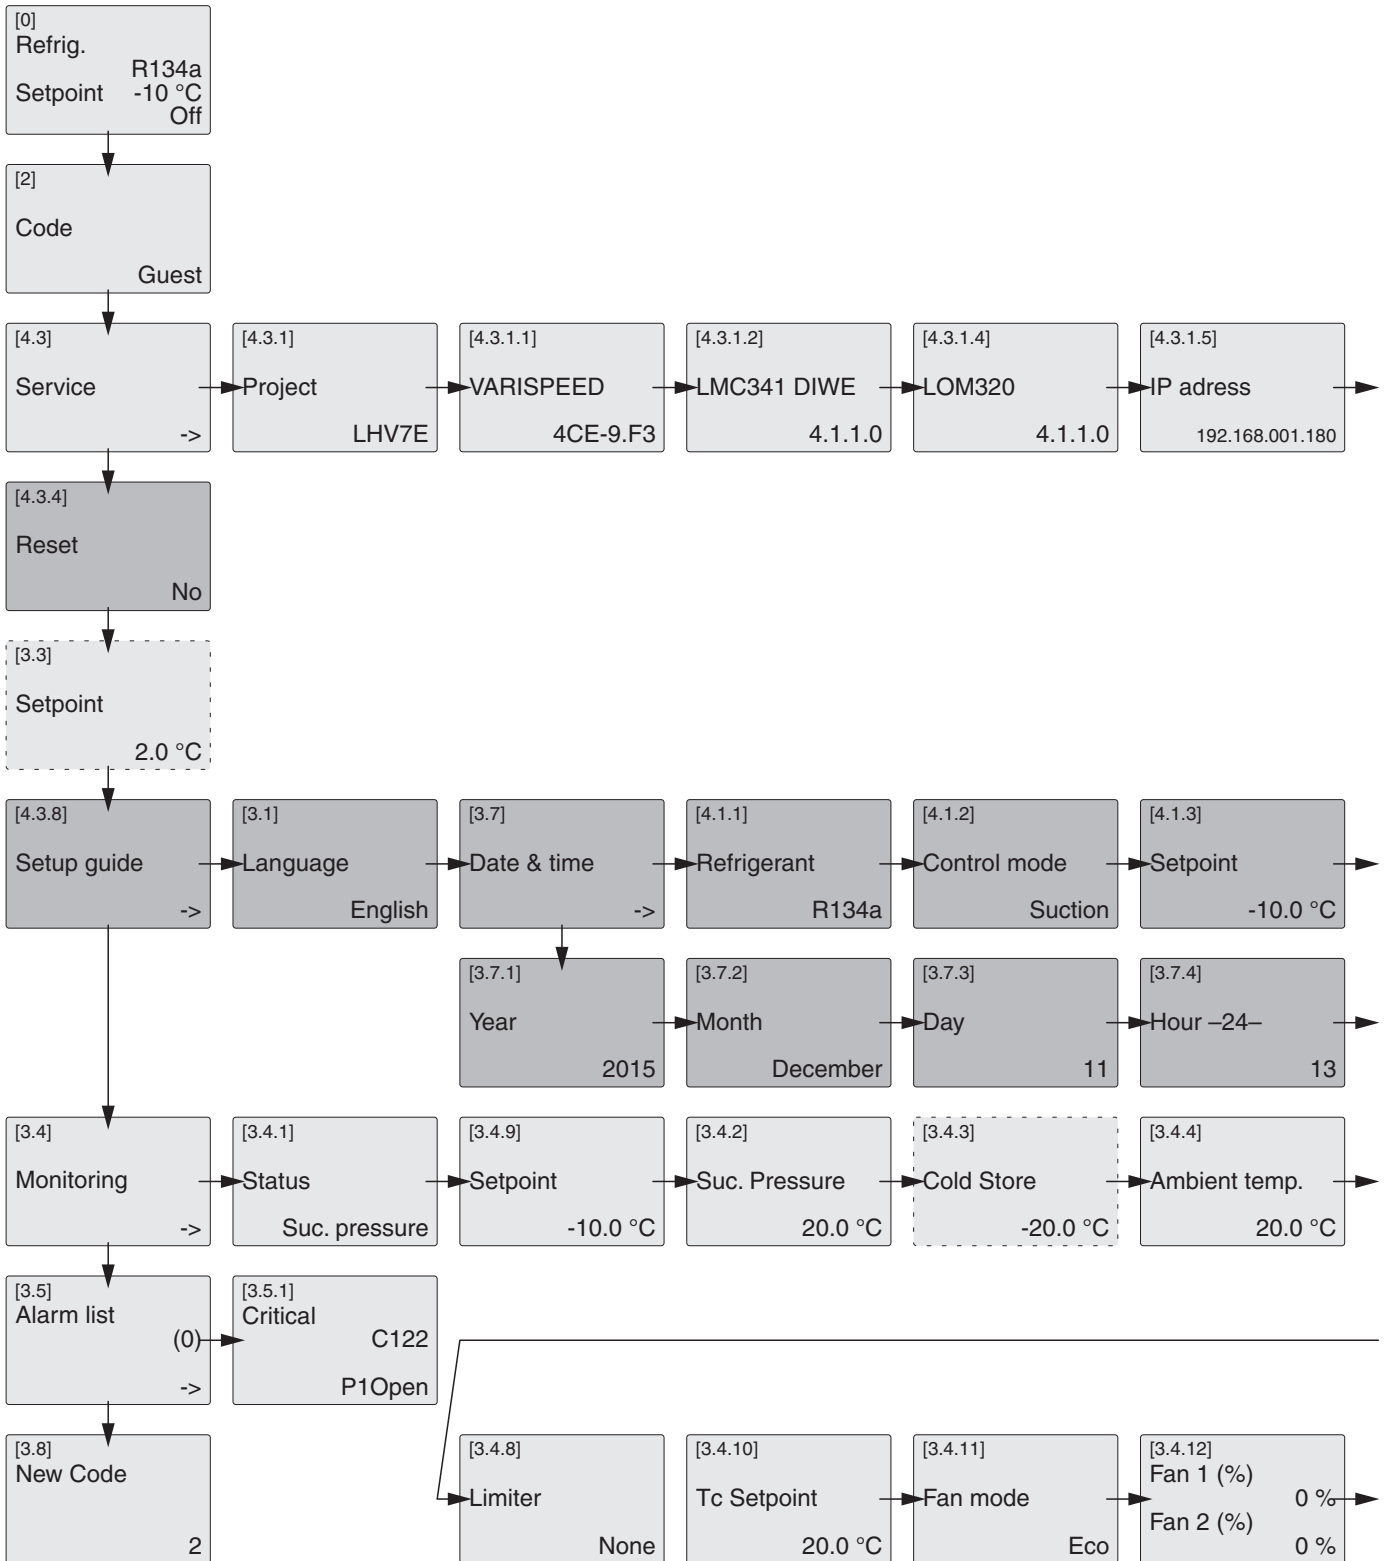 [0]
Refrig.
R134a
Setpoint -10 °C
Off
[2]
Code
Guest
[4.3]
Service
->
[4.3.1]
Project
LHV7E
[4.3.1.1]
VARISPEED
4CE-9.F3
[4.3.1.2]
LMC341 DIWE
4.1.1.0
[4.3.1.4]
LOM320
4.1.1.0
[4.3.1.5]
IP adress
192.168.001.180
[4.3.4]
Reset
No
[3.3]
Setpoint
2.0 °C
[4.3.8]
Setup guide
->
[3.1]
Language
English
[3.7]
Date & time
->
[4.1.1]
Refrigerant
R134a
[4.1.2]
Control mode
Suction
[4.1.3]
Setpoint
-10.0 °C
[3.7.1]
Year
2015
[3.7.2]
Month
December
[3.7.3]
Day
11
[3.7.4]
Hour –24–
13
[3.4]
Monitoring
->
[3.4.1]
Status
Suc. pressure
[3.4.9]
Setpoint
-10.0 °C
[3.4.2]
Suc. Pressure
20.0 °C
[3.4.3]
Cold Store
-20.0 °C
[3.4.4]
Ambient temp.
20.0 °C
[3.5]
Alarm list
(0)
->
[3.5.1]
Critical
C122
P1Open
[3.8]
New Code
2
[3.4.8]
Limiter
None
[3.4.10]
Tc Setpoint
20.0 °C
[3.4.11]
Fan mode
Eco
[3.4.12]
Fan 1 (%)
0 %
Fan 2 (%)
0 %